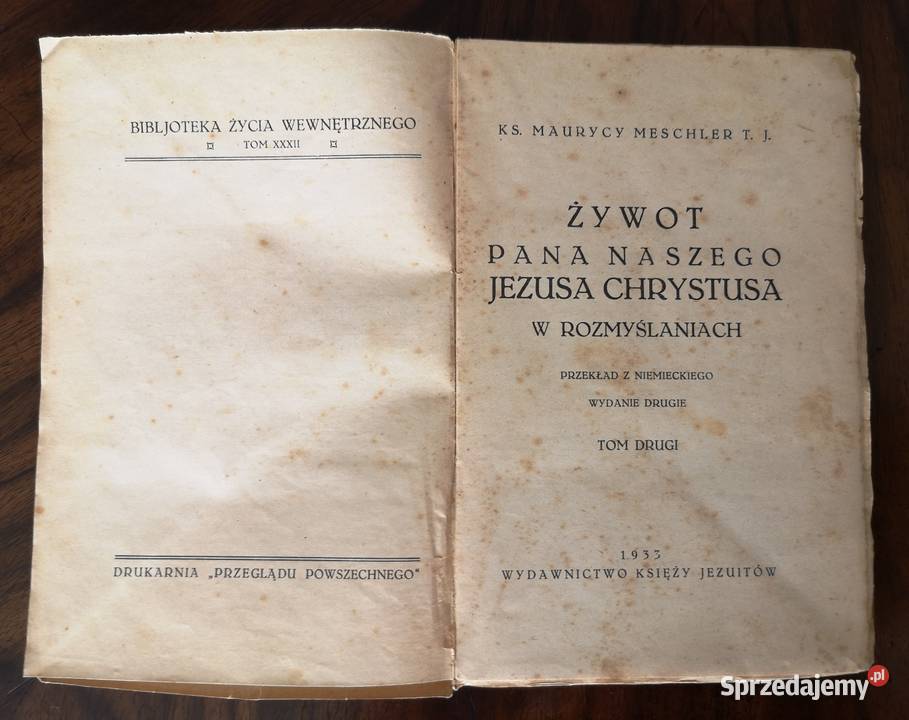 BIBLJOTEKA ŻYCIA WEWNĘTRZNEGO
TOM XXXII
DRUKARNIA „PRZEGLĄDU POWSZECHNEGO"
KS. MAURYCY MESCHLER T. J.
ŻYWOT
PANA NASZEGO
JEZUSA CHRYSTUSA
W ROZMYŚLANIACH
PRZEKŁAD Z NIEMIECKIEGO
WYDANIE DRUGIE
TOM DRUGI
1933
WYDAWNICTWO KSIĘŻY JEZUITÓW
Sprzedajemy.pl